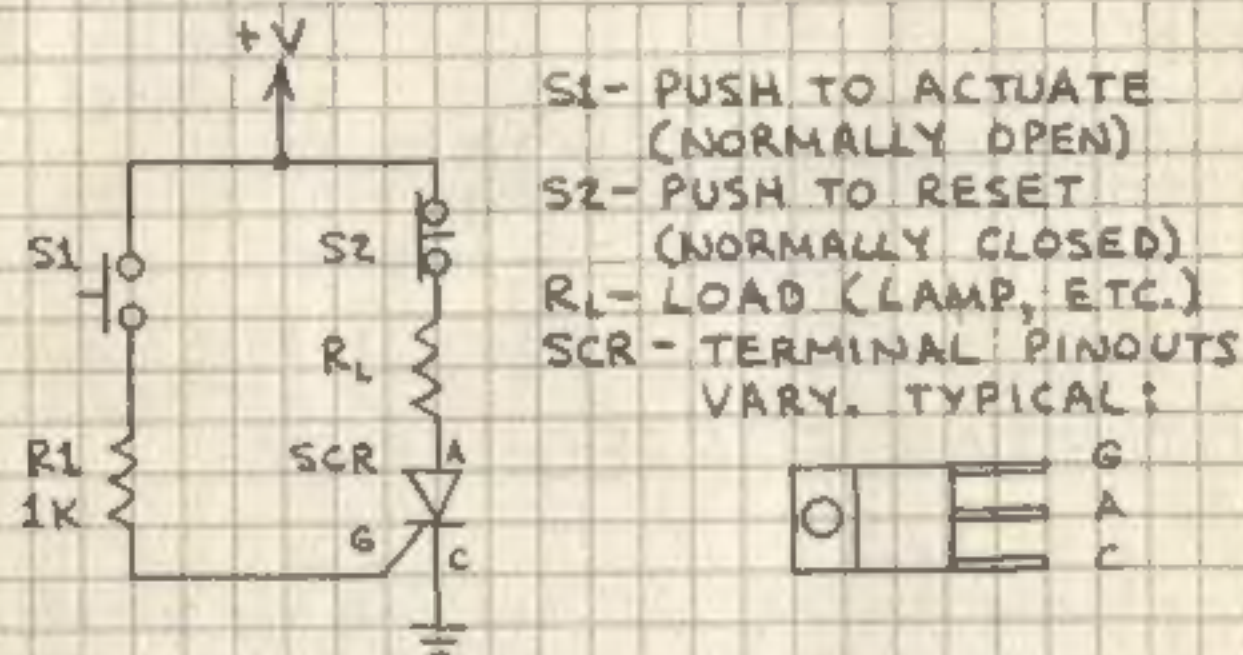 +V
S1- PUSH TO ACTUATE
(NORMALLY OPEN)
S2- PUSH TO RESET
(NORMALLY CLOSED)
RL- LOAD (LAMP, ETC.)
SCR- TERMINAL PINOUTS
VARY. TYPICAL:
S1
S2
RL
R1
1K
SCR
A
G
C
G
A
C